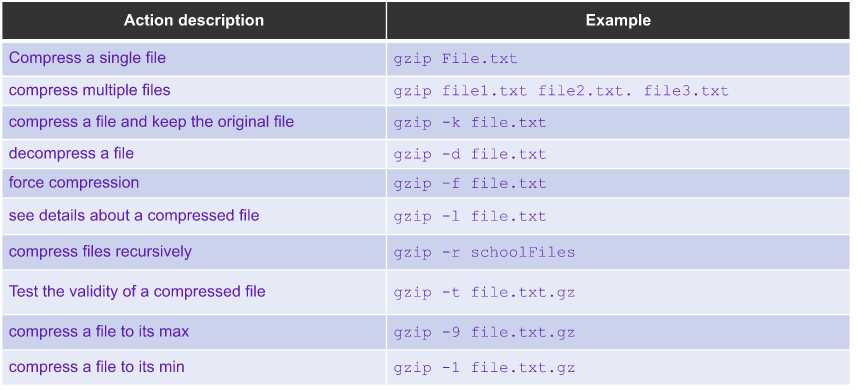 Action description Example
Compress a single file gzip File.txt
compress multiple files gzip file1.txt file2.txt. file3.txt
compress a file and keep the original file gzip -k file.txt
decompress a file gzip -d file.txt
force compression gzip -f file.txt
see details about a compressed file gzip -l file.txt
compress files recursively gzip -r schoolFiles
Test the validity of a compressed file gzip -t file.txt.gz
compress a file to its max gzip -9 file.txt.gz
compress a file to its min gzip -1 file.txt.gz